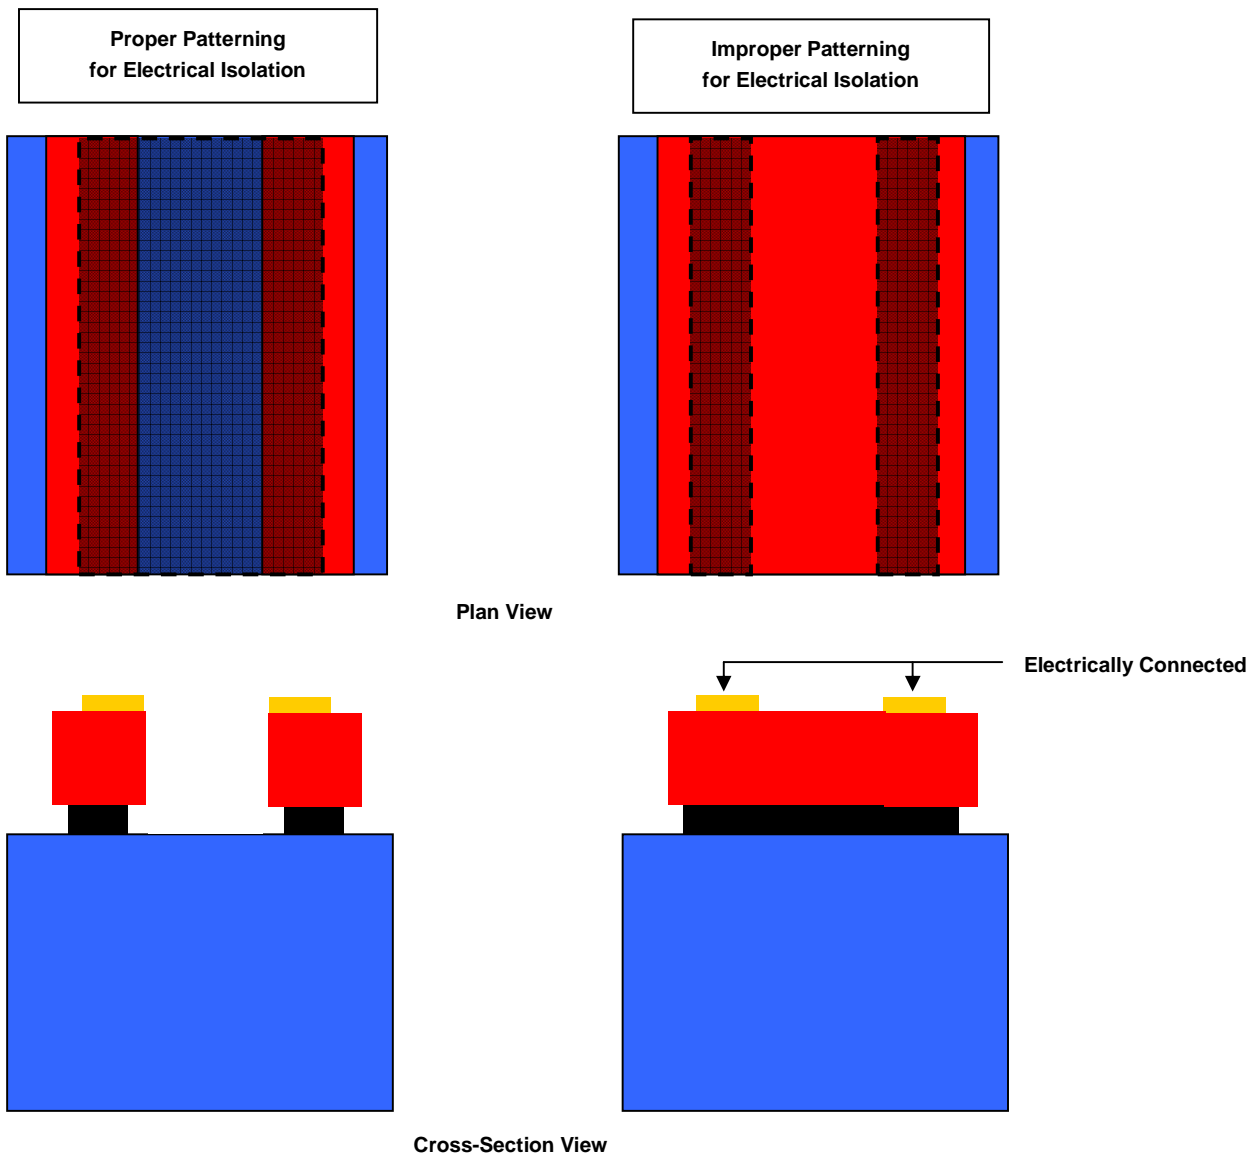 Proper Patterning
for Electrical Isolation
Improper Patterning
for Electrical Isolation
Plan View
Electrically Connected
Cross-Section View